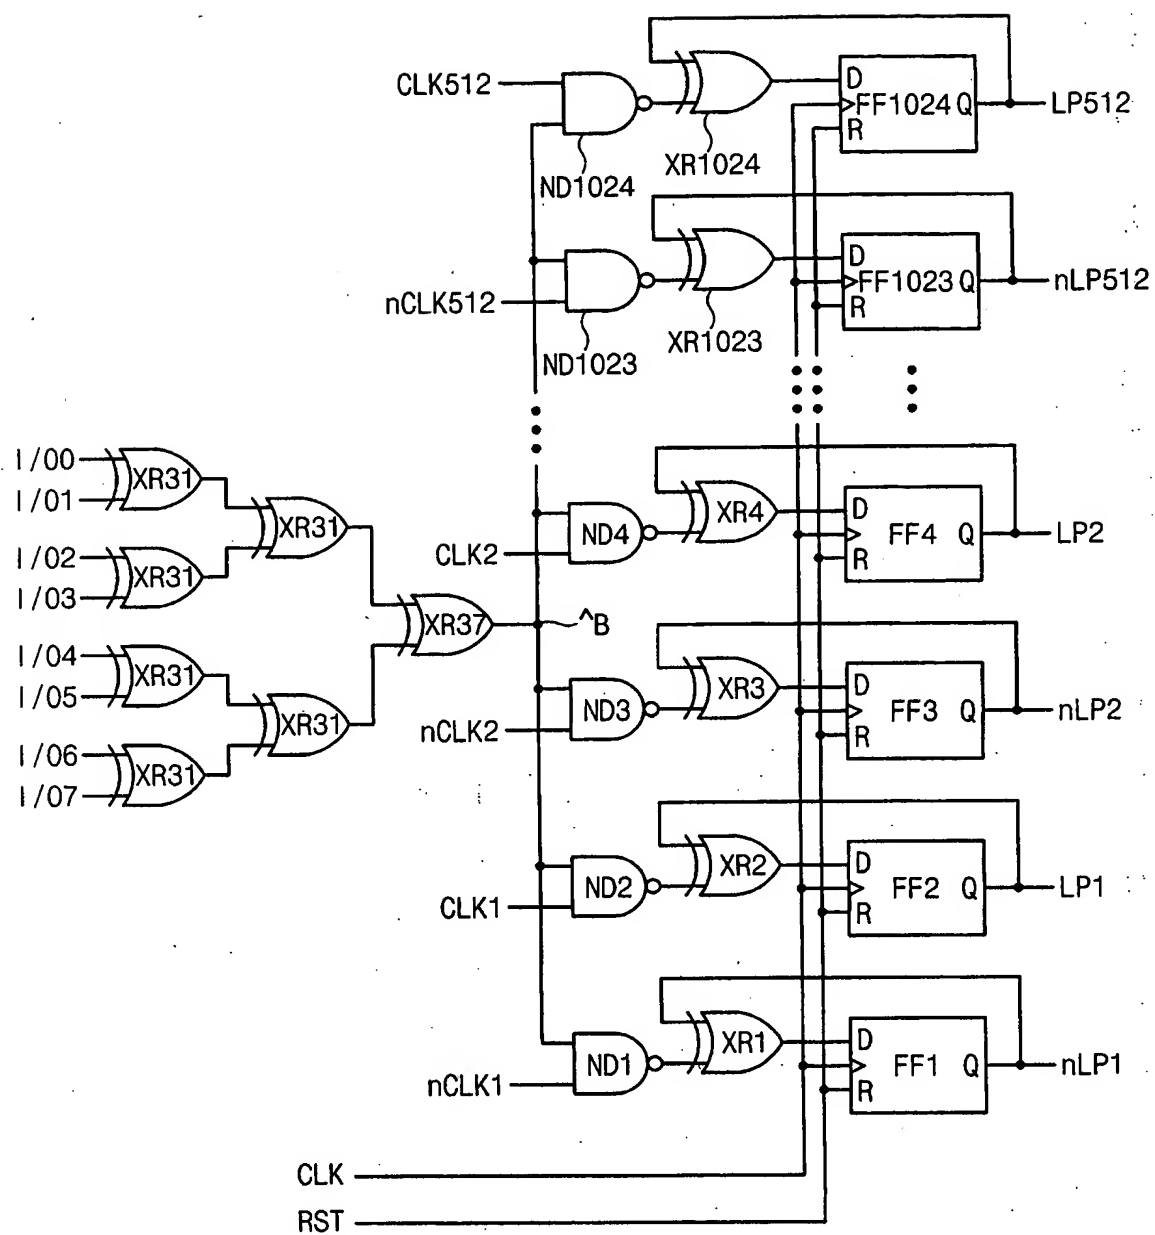 CLK512
ND1024
XR1024
D
FF1024 Q
R
LP512
nCLK512
ND1023
XR1023
D
FF1023 Q
R
nLP512
I/00
I/01
XR31
I/02
I/03
XR31
XR31
I/04
I/05
XR31
I/06
I/07
XR31
XR31
XR37
^B
CLK2
ND4
XR4
D
FF4 Q
R
LP2
nCLK2
ND3
XR3
D
FF3 Q
R
nLP2
CLK1
ND2
XR2
D
FF2 Q
R
LP1
nCLK1
ND1
XR1
D
FF1 Q
R
nLP1
CLK
RST